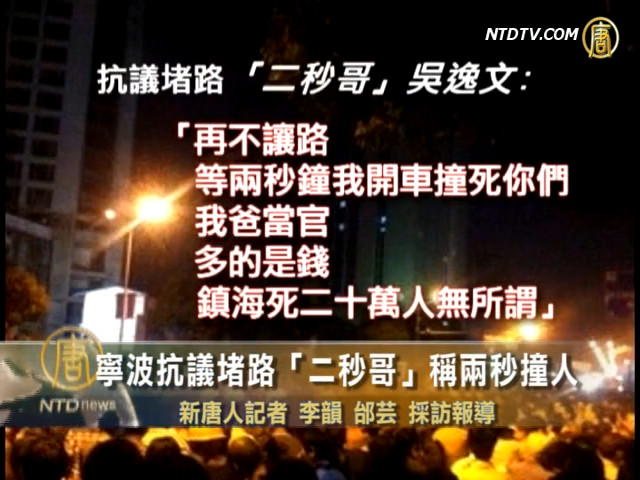 NTDTV.COM 唐
抗議堵路「二秒哥」吳逸文:
「再不讓路
等兩秒鐘我開車撞死你們
我爸當官
多的是錢
鎮海死二十萬人無所謂」
唐 寧波抗議堵路「二秒哥」稱兩秒撞人
NTD news 新唐人記者 李韻 邰芸 採訪報導